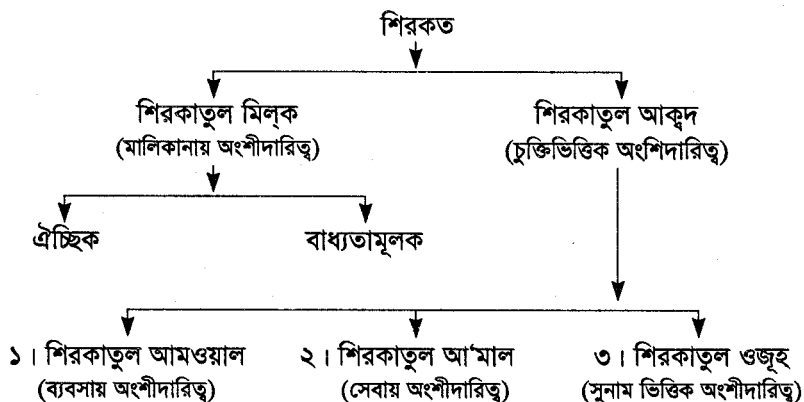 শিরকত
শিরকাতুল মিল্‌ক
(মালিকানায় অংশীদারিত্ব)
শিরকাতুল আক্বদ
(চুক্তিভিত্তিক অংশিদারিত্ব)
ঐচ্ছিক
বাধ্যতামূলক
১। শিরকাতুল আমওয়াল
(ব্যবসায় অংশীদারিত্ব)
২। শিরকাতুল আ'মাল
(সেবায় অংশীদারিত্ব)
৩। শিরকাতুল ওজূহ
(সুনাম ভিত্তিক অংশীদারিত্ব)